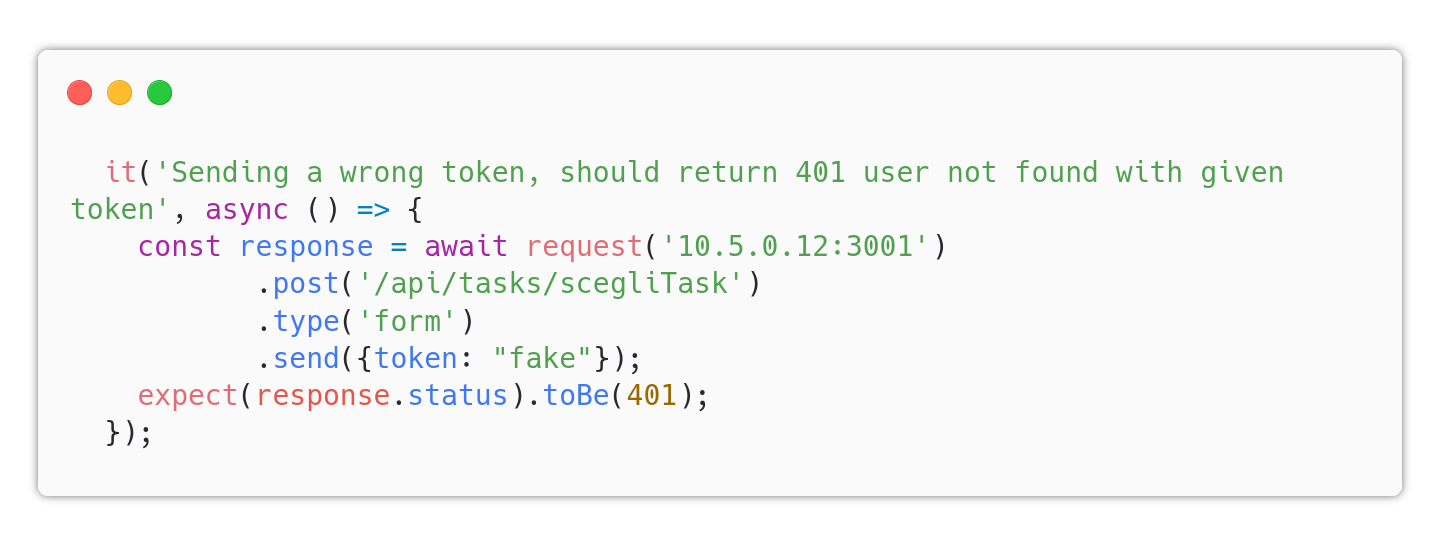 it('Sending a wrong token, should return 401 user not found with given
token', async () => {
const response = await request('10.5.0.12:3001')
.post('/api/tasks/scegliTask')
.type('form')
.send({token: "fake"});
expect(response.status).toBe(401);
});